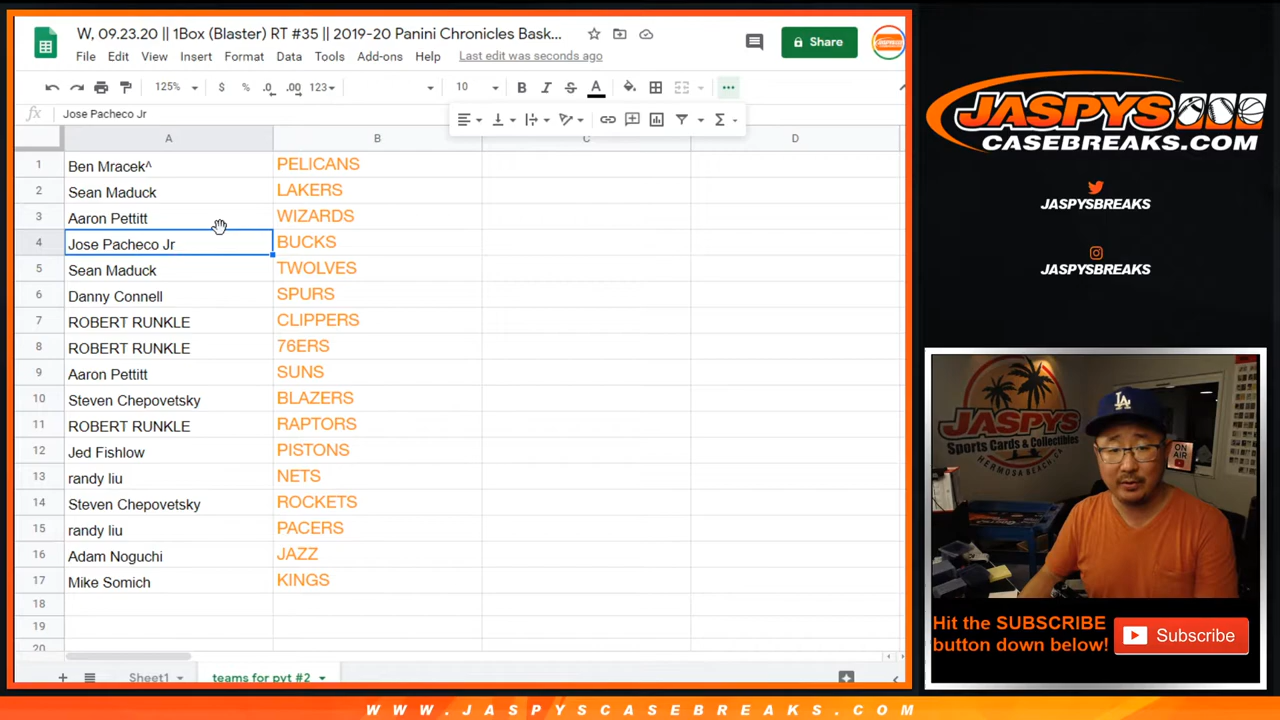 W, 09.23.20 || 1Box (Blaster) RT #35 || 2019-20 Panini Chronicles Bask...
File Edit View Insert Format Data Tools Add-ons Help Last edit was seconds ago
Share
125% $ % .0 .00 123 10 B I S A
fx Jose Pacheco Jr
A B C D
1 Ben Mracek^ PELICANS
2 Sean Maduck LAKERS
3 Aaron Pettitt WIZARDS
4 Jose Pacheco Jr BUCKS
5 Sean Maduck TWOLVES
6 Danny Connell SPURS
7 ROBERT RUNKLE CLIPPERS
8 ROBERT RUNKLE 76ERS
9 Aaron Pettitt SUNS
10 Steven Chepovetsky BLAZERS
11 ROBERT RUNKLE RAPTORS
12 Jed Fishlow PISTONS
13 randy liu NETS
14 Steven Chepovetsky ROCKETS
15 randy liu PACERS
16 Adam Noguchi JAZZ
17 Mike Somich KINGS
18
19
20
Sheet1 teams for pyt #2
JASPYS
CASEBREAKS.COM
JASPYSBREAKS
JASPYSBREAKS
JASPYS
Sports Cards & Collectibles
HERMOSA BEACH, CA
LA
ON AIR
Hit the SUBSCRIBE
button down below!
Subscribe
WWW.JASPYSCASEBREAKS.COM